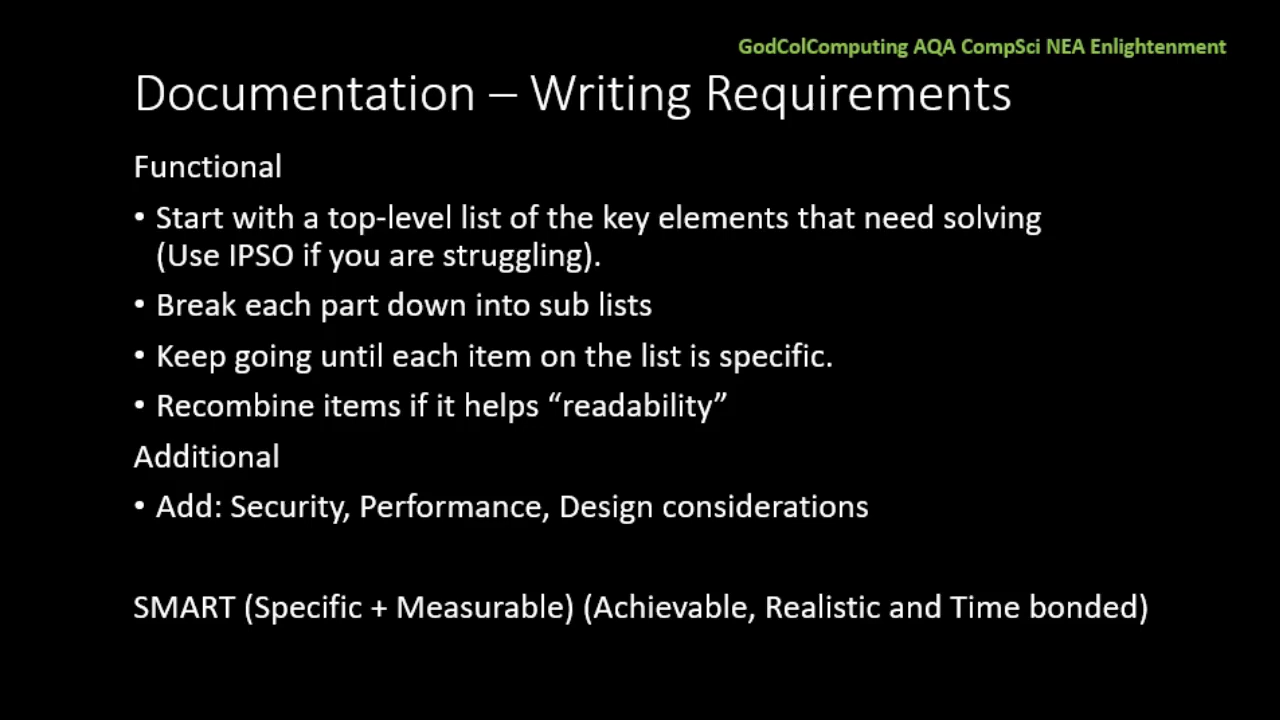 GodColComputing AQA CompSci NEA Enlightenment
Documentation – Writing Requirements
Functional
• Start with a top-level list of the key elements that need solving
(Use IPSO if you are struggling).
• Break each part down into sub lists
• Keep going until each item on the list is specific.
• Recombine items if it helps “readability”
Additional
• Add: Security, Performance, Design considerations
SMART (Specific + Measurable) (Achievable, Realistic and Time bonded)